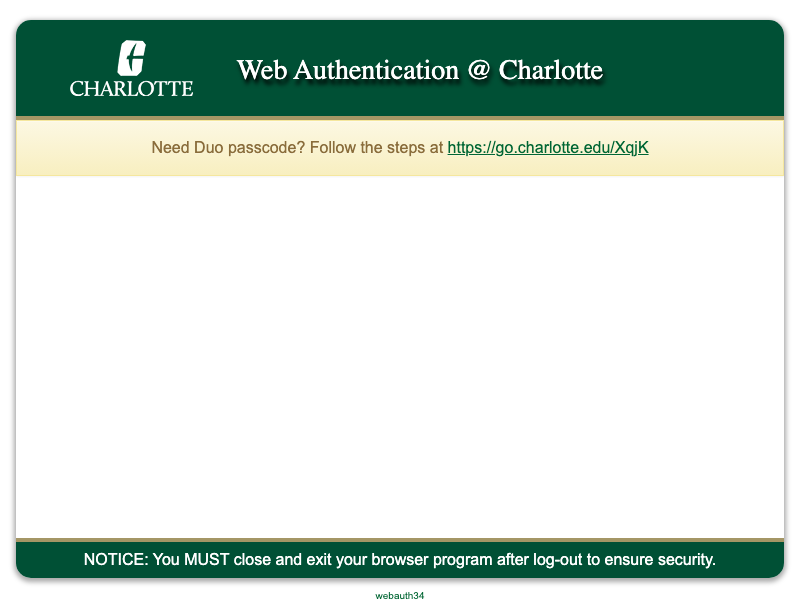 CHARLOTTE
Web Authentication @ Charlotte
Need Duo passcode? Follow the steps at https://go.charlotte.edu/XqjK
NOTICE: You MUST close and exit your browser program after log-out to ensure security.
webauth34